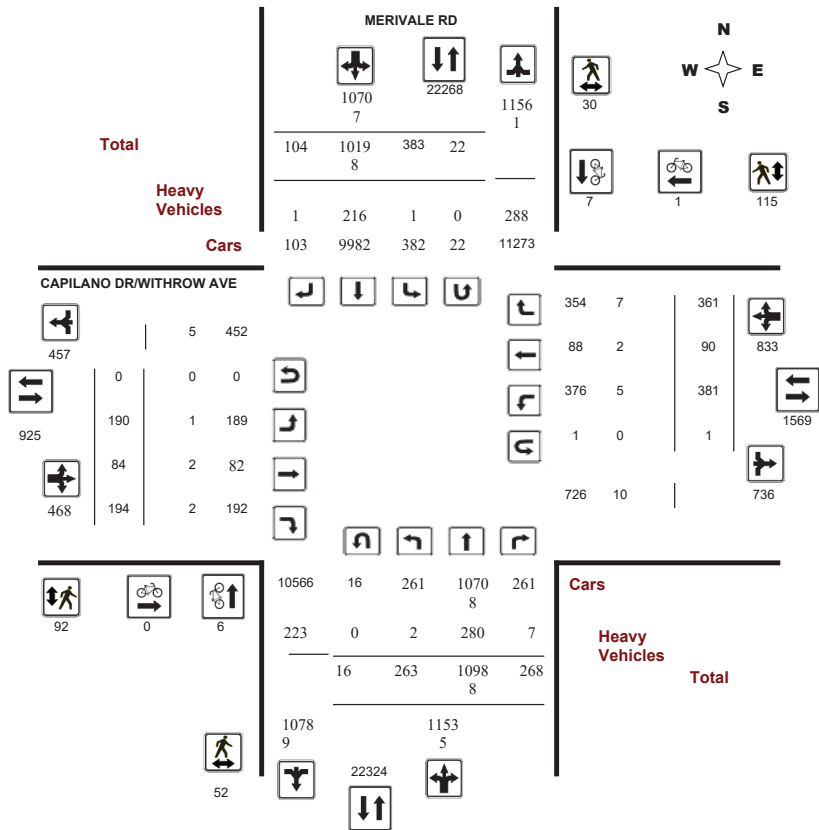 MERIVALE RD
N
W E
S
22268
1070
7
1156
1
30
Total
104 1019
8 383 22
7 1 115
Heavy
Vehicles
1 216 1 0 288
Cars
103 9982 382 22 11273
CAPILANO DR/WITHROW AVE
457
5 452
0 0 0
925
190 1 189
84 2 82
468
194 2 192
354 7 361
833
88 2 90
376 5 381
1569
1 0 1
726 10
736
10566 16 261 1070
8 261
Cars
92 0 6
223 0 2 280 7
Heavy
Vehicles
16 263 1098
8 268
Total
1078
9
1153
5
52
22324